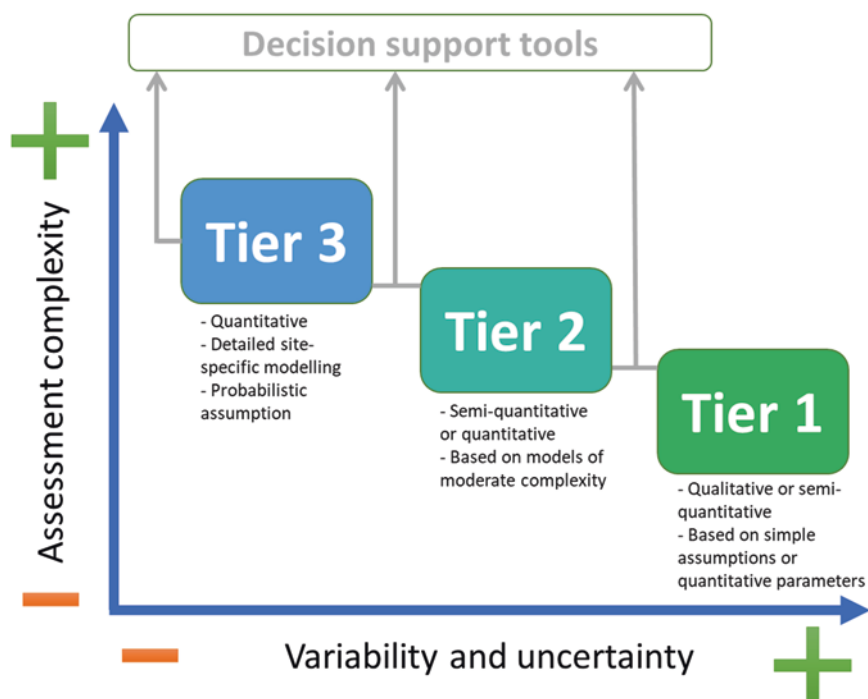 Decision support tools
Assessment complexity
Tier 3
- Quantitative
- Detailed site-
specific modelling
- Probabilistic
assumption
Tier 2
- Semi-quantitative
or quantitative
- Based on models of
moderate complexity
Tier 1
- Qualitative or semi-
quantitative
- Based on simple
assumptions or
quantitative parameters
Variability and uncertainty